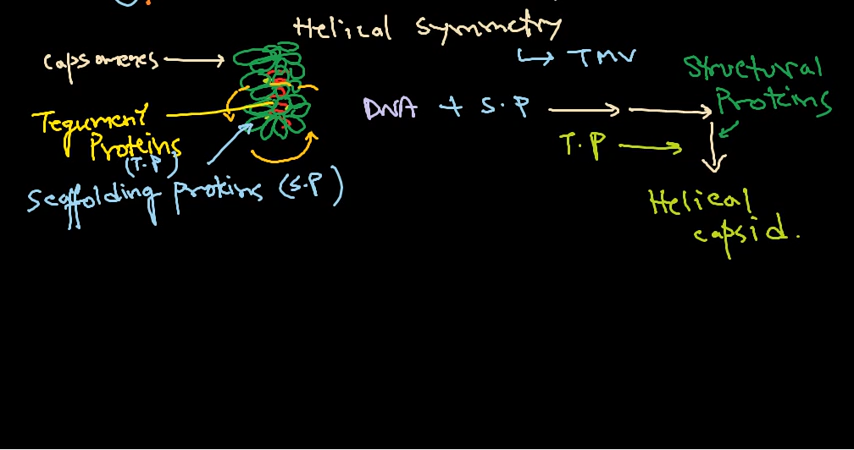 Helical symmetry
↳ TMV
capsomeres →
Tegument
Proteins
(T.P)
Scaffolding proteins (S.P)
DNA + S.P → →
Structural
Proteins
T.P →
Helical
capsid.